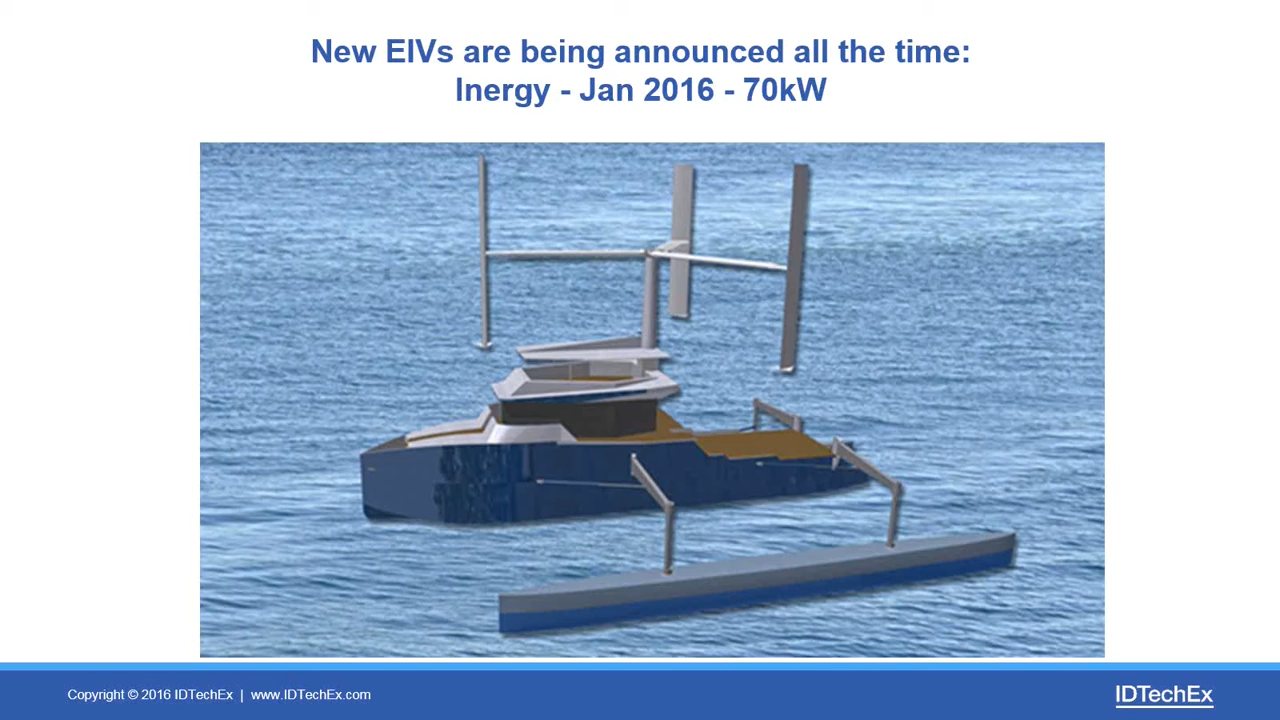 New EIVs are being announced all the time:
Inergy - Jan 2016 - 70kW
Copyright © 2016 IDTechEx | www.IDTechEx.com
IDTechEx